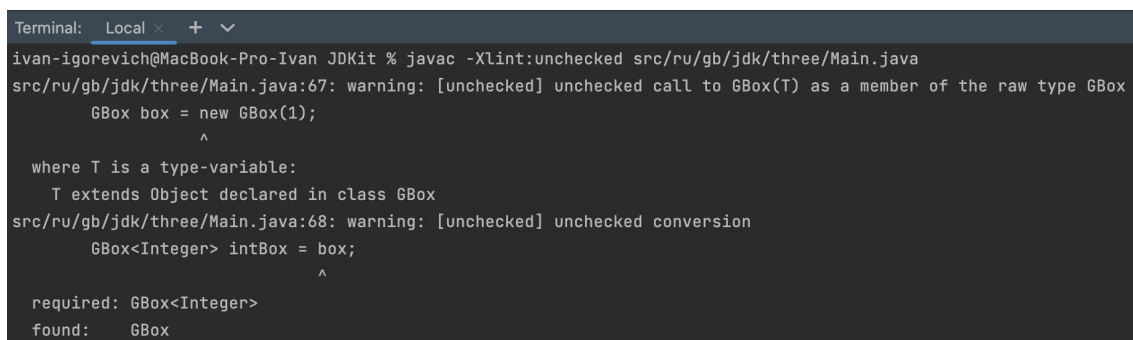 Terminal: Local × + ⌄
ivan-igorevich@MacBook-Pro-Ivan JDKit % javac -Xlint:unchecked src/ru/gb/jdk/three/Main.java
src/ru/gb/jdk/three/Main.java:67: warning: [unchecked] unchecked call to GBox(T) as a member of the raw type GBox
        GBox box = new GBox(1);
                   ^
  where T is a type-variable:
    T extends Object declared in class GBox
src/ru/gb/jdk/three/Main.java:68: warning: [unchecked] unchecked conversion
        GBox<Integer> intBox = box;
                               ^
  required: GBox<Integer>
  found:    GBox